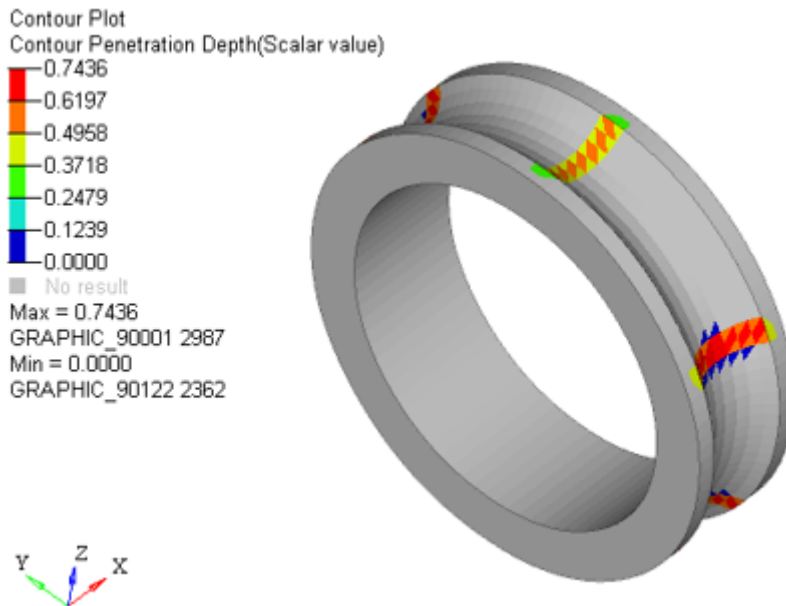 Contour Plot
Contour Penetration Depth(Scalar value)
0.7436
0.6197
0.4958
0.3718
0.2479
0.1239
0.0000
No result
Max = 0.7436
GRAPHIC_90001 2987
Min = 0.0000
GRAPHIC_90122 2362
Y Z X